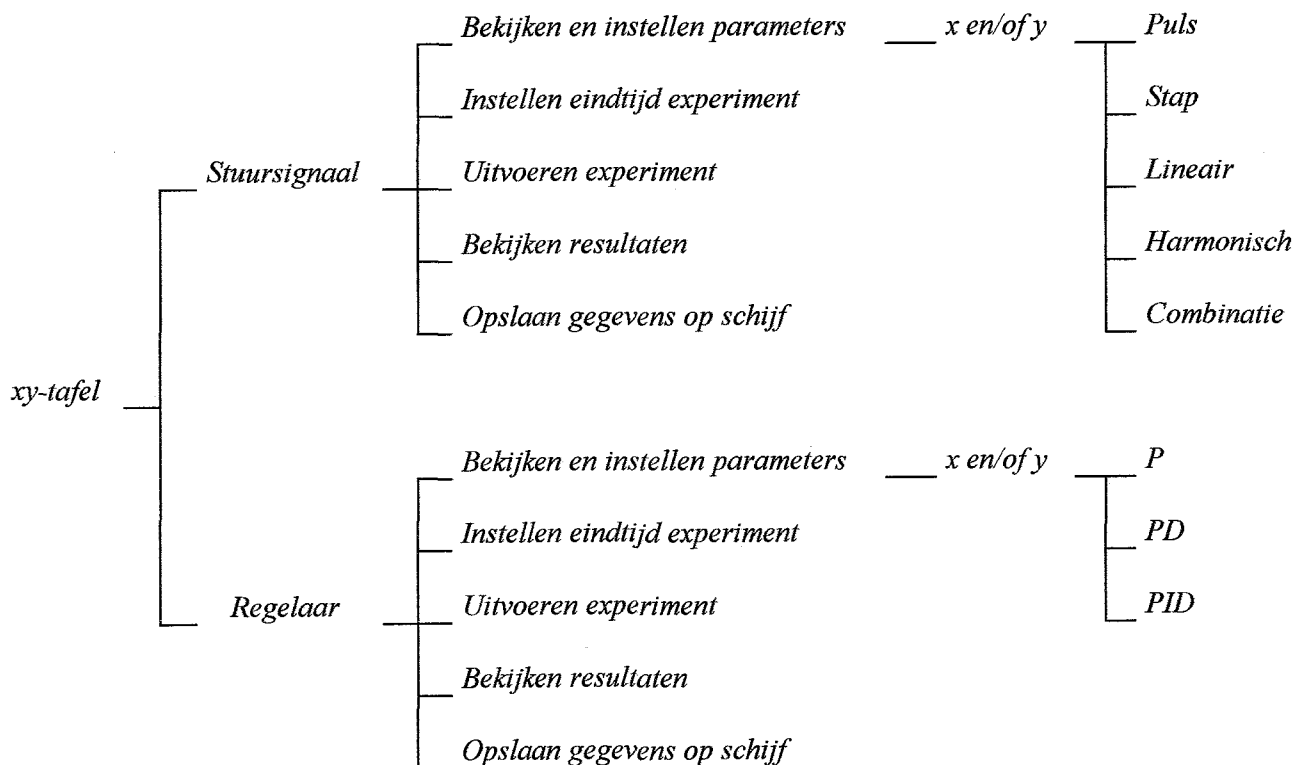 Bekijken en instellen parameters x en/of y Puls
Instellen eindtijd experiment Stap
Stuursignaal Uitvoeren experiment Lineair
Bekijken resultaten Harmonisch
Opslaan gegevens op schijf Combinatie
xy-tafel
Bekijken en instellen parameters x en/of y P
Instellen eindtijd experiment PD
Regelaar Uitvoeren experiment PID
Bekijken resultaten
Opslaan gegevens op schijf